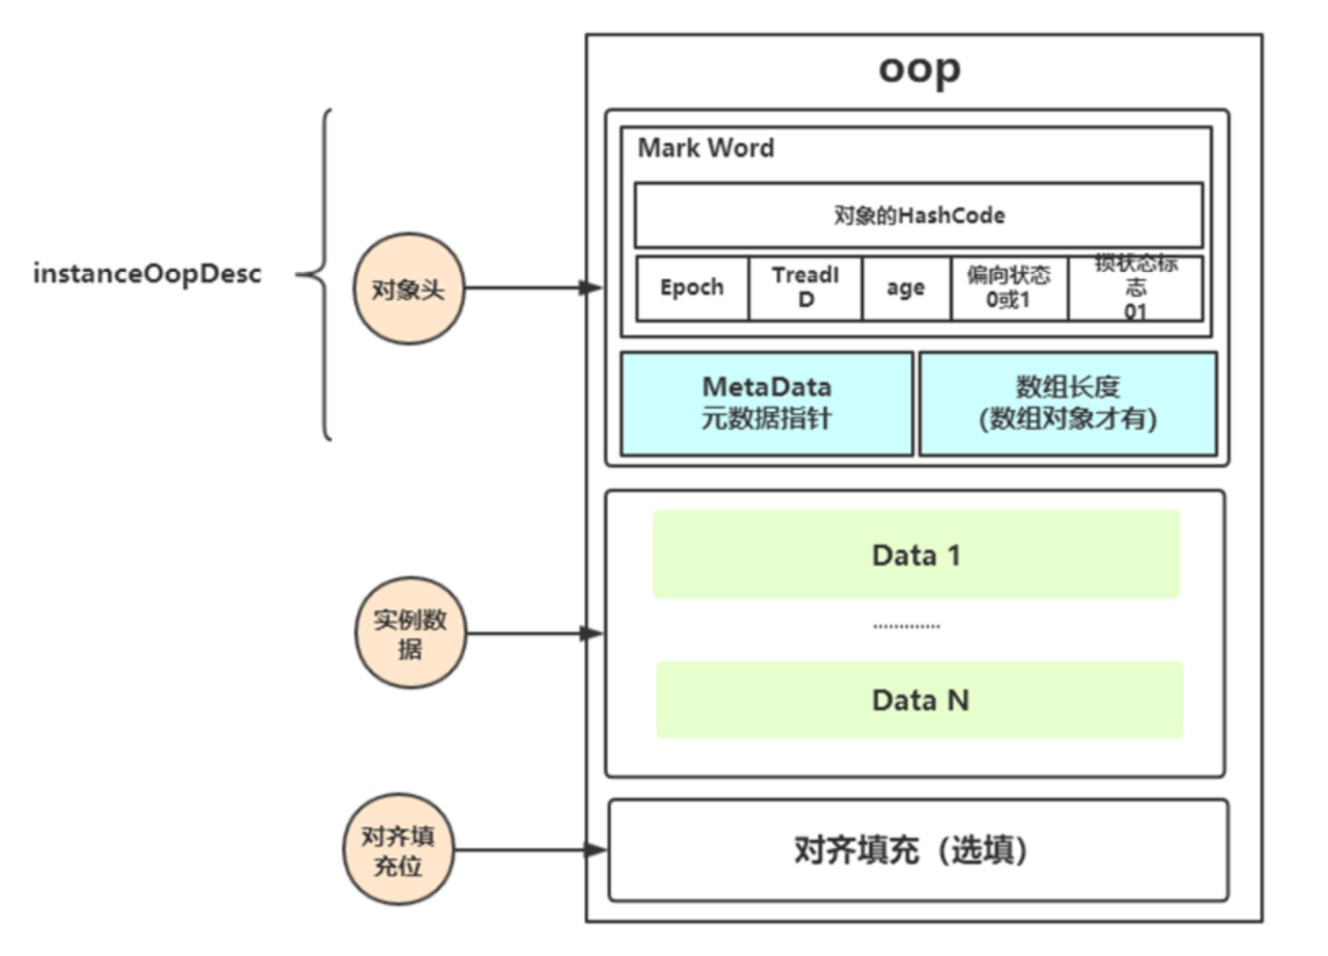 oop
instanceOopDesc
对象头
Mark Word
对象的HashCode
Epoch
TreadI
D
age
偏向状态
0或1
锁状态标
志
01
MetaData
元数据指针
数组长度
(数组对象才有)
实例数
据
Data 1
.............
Data N
对齐填
充位
对齐填充（选填）